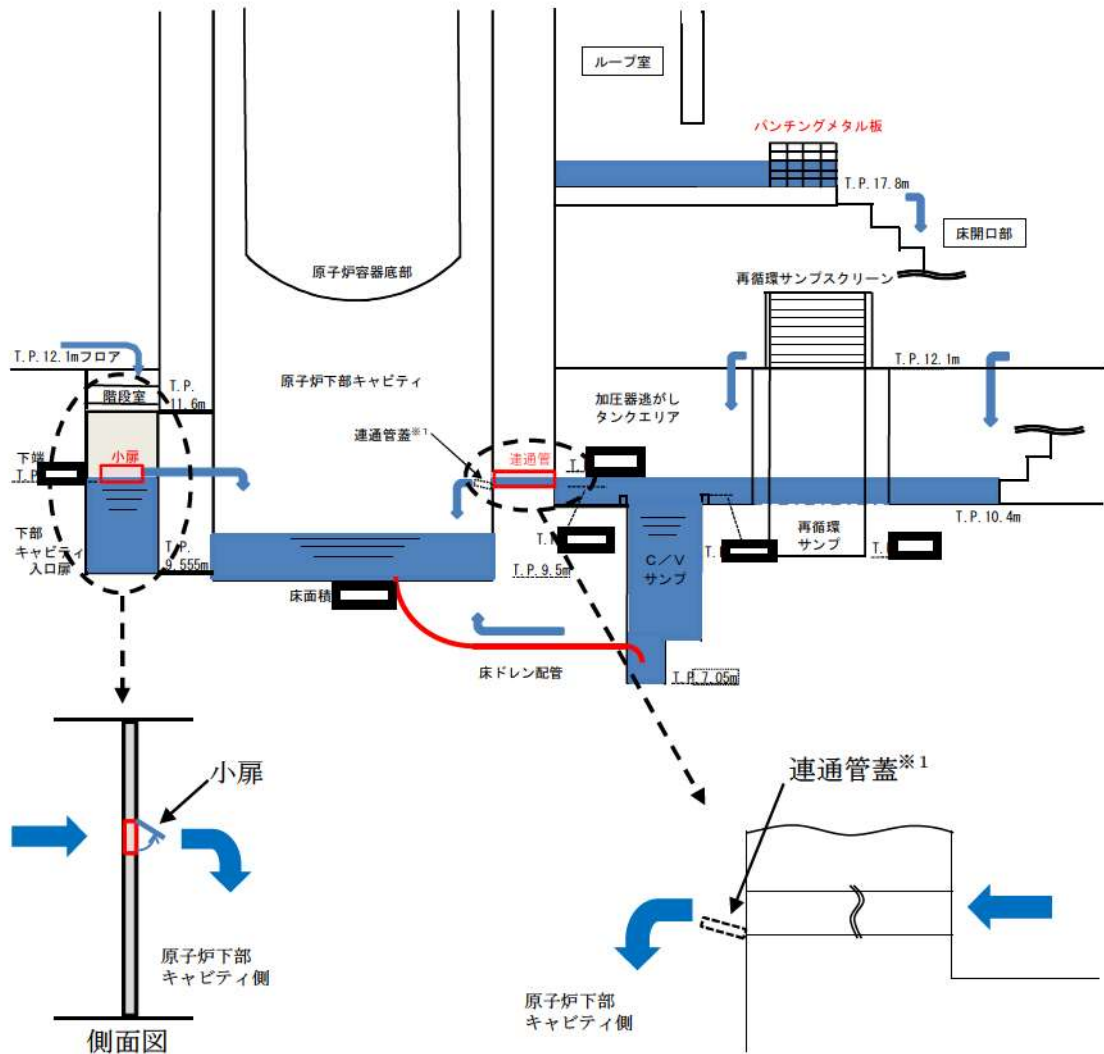 ループ室
パンチングメタル板
T.P.17.8m
床開口部
原子炉容器底部
再循環サンプスクリーン
T.P.12.1mフロア
T.P.
11.6m
階段室
原子炉下部キャビティ
T.P.12.1m
加圧器逃がし
タンクエリア
連通管蓋※1
連通管
下端
T.P
小扉
T.
T.P.10.4m
下部
キャビティ
入口扉
T.P.
9.555m
T.P.9.5m
C/V
サンプ
再循環
サンプ
床面積
床ドレン配管
T.P.7.05m
小扉
連通管蓋※1
原子炉下部
キャビティ側
側面図
原子炉下部
キャビティ側